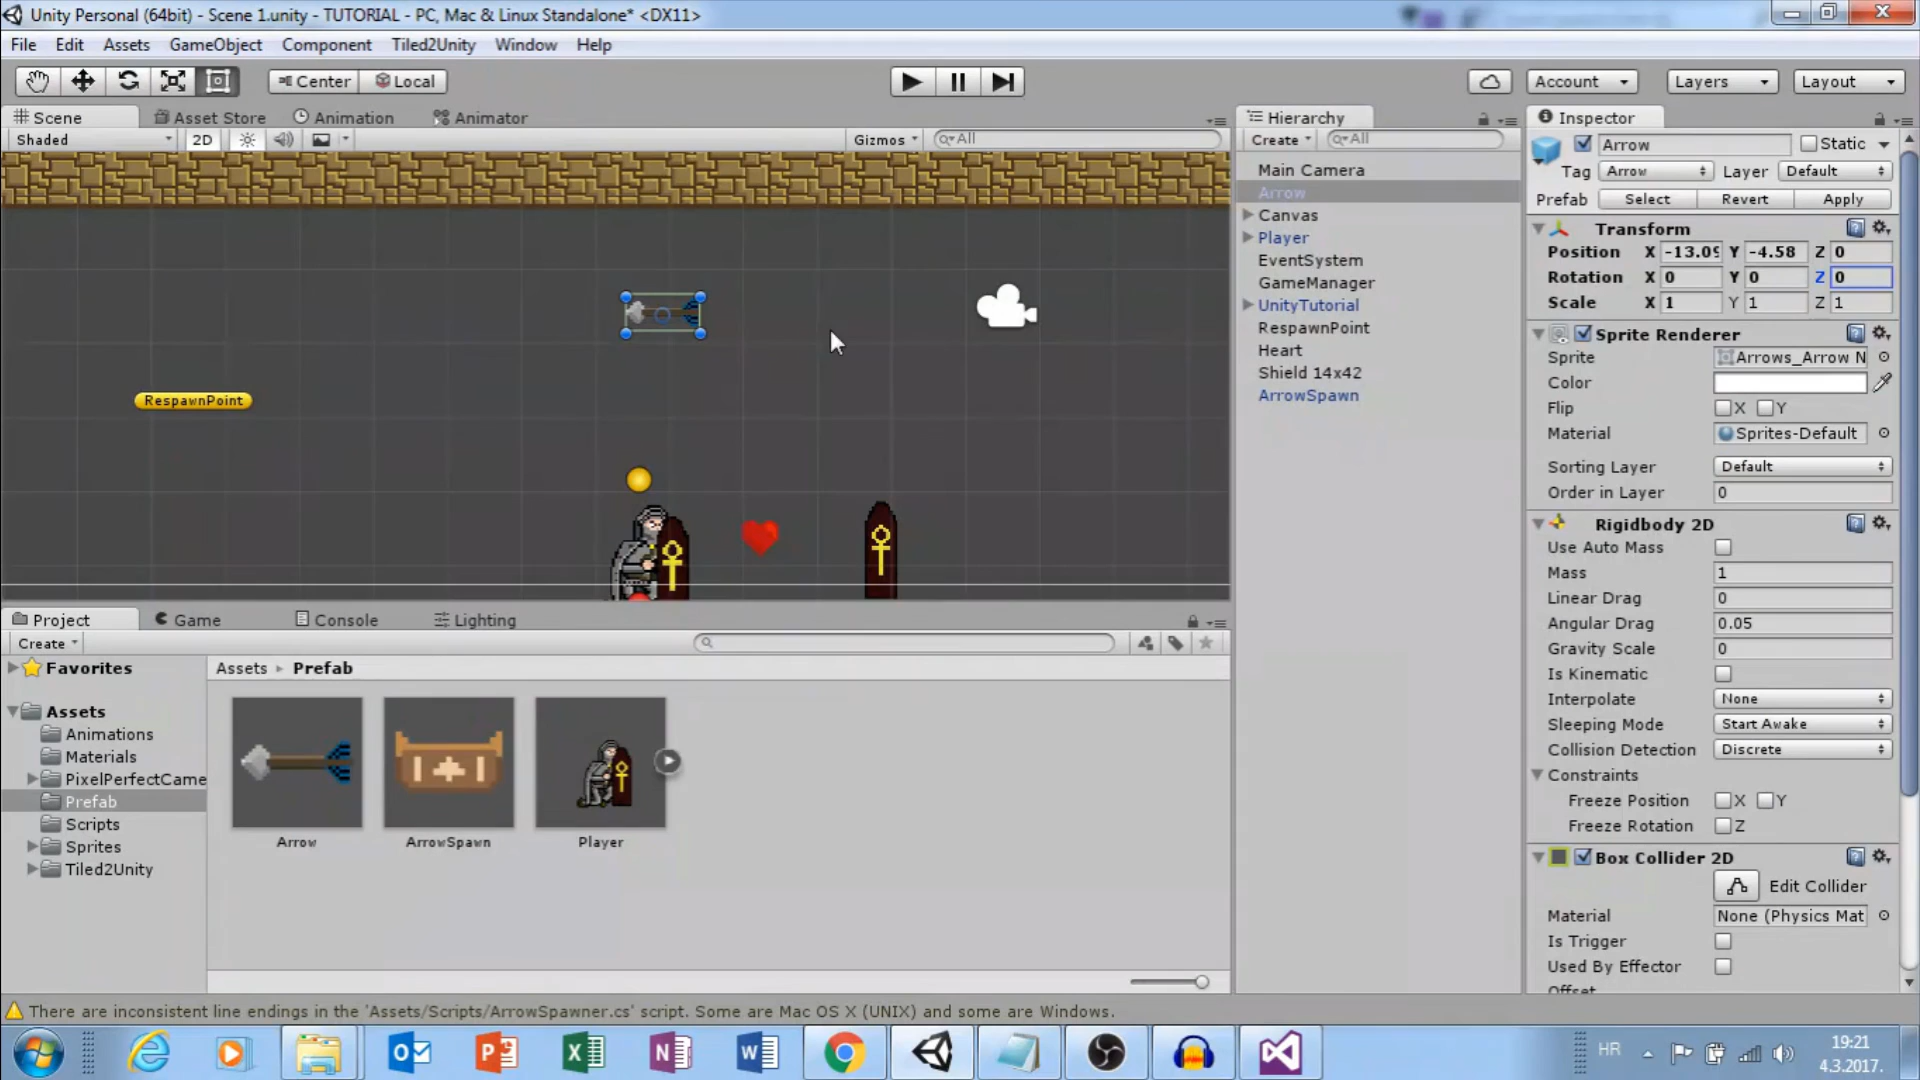 Unity Personal (64bit) - Scene 1.unity - TUTORIAL - PC, Mac & Linux Standalone* <DX11>
File Edit Assets GameObject Component Tiled2Unity Window Help
Center Local Account Layers Layout
Scene Asset Store Animation Animator
Shaded 2D Gizmos All
RespawnPoint
Hierarchy
Create All
Main Camera
Arrow
Canvas
Player
EventSystem
GameManager
UnityTutorial
RespawnPoint
Heart
Shield 14x42
ArrowSpawn
Inspector
Arrow Static
Tag Arrow Layer Default
Prefab Select Revert Apply
Transform
Position X -13.09 Y -4.58 Z 0
Rotation X 0 Y 0 Z 0
Scale X 1 Y 1 Z 1
Sprite Renderer
Sprite Arrows_Arrow N
Color
Flip X Y
Material Sprites-Default
Sorting Layer Default
Order in Layer 0
Rigidbody 2D
Use Auto Mass
Mass 1
Linear Drag 0
Angular Drag 0.05
Gravity Scale 0
Is Kinematic
Interpolate None
Sleeping Mode Start Awake
Collision Detection Discrete
Constraints
Freeze Position X Y
Freeze Rotation Z
Box Collider 2D
Edit Collider
Material None (Physics Mat
Is Trigger
Used By Effector
Offset
Project Game Console Lighting
Create
Favorites
Assets
Animations
Materials
PixelPerfectCame
Prefab
Scripts
Sprites
Tiled2Unity
Assets Prefab
Arrow ArrowSpawn Player
There are inconsistent line endings in the 'Assets/Scripts/ArrowSpawner.cs' script. Some are Mac OS X (UNIX) and some are Windows.
HR
19:21
4.3.2017.